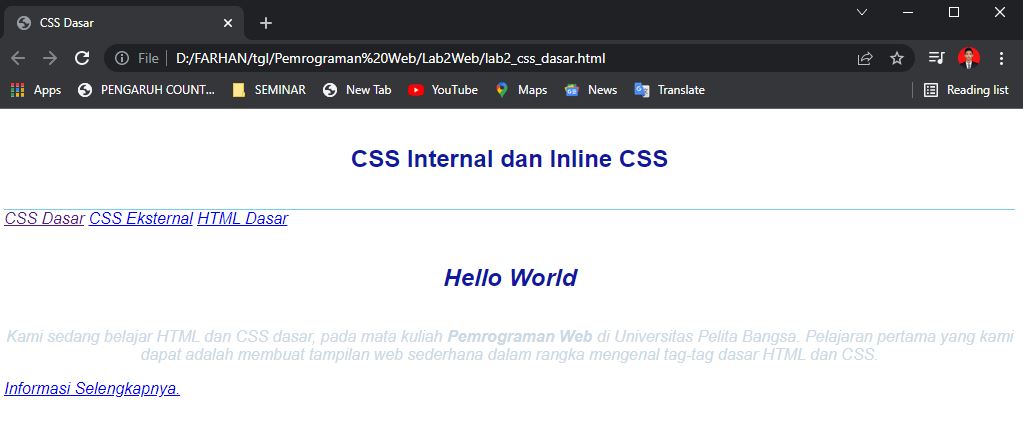 CSS Dasar
File | D:/FARHAN/tgl/Pemrograman%20Web/Lab2Web/lab2_css_dasar.html
Apps PENGARUH COUNT... SEMINAR New Tab YouTube Maps News Translate Reading list
CSS Internal dan Inline CSS
CSS Dasar CSS Eksternal HTML Dasar
Hello World
Kami sedang belajar HTML dan CSS dasar, pada mata kuliah Pemrograman Web di Universitas Pelita Bangsa. Pelajaran pertama yang kami
dapat adalah membuat tampilan web sederhana dalam rangka mengenal tag-tag dasar HTML dan CSS.
Informasi Selengkapnya.